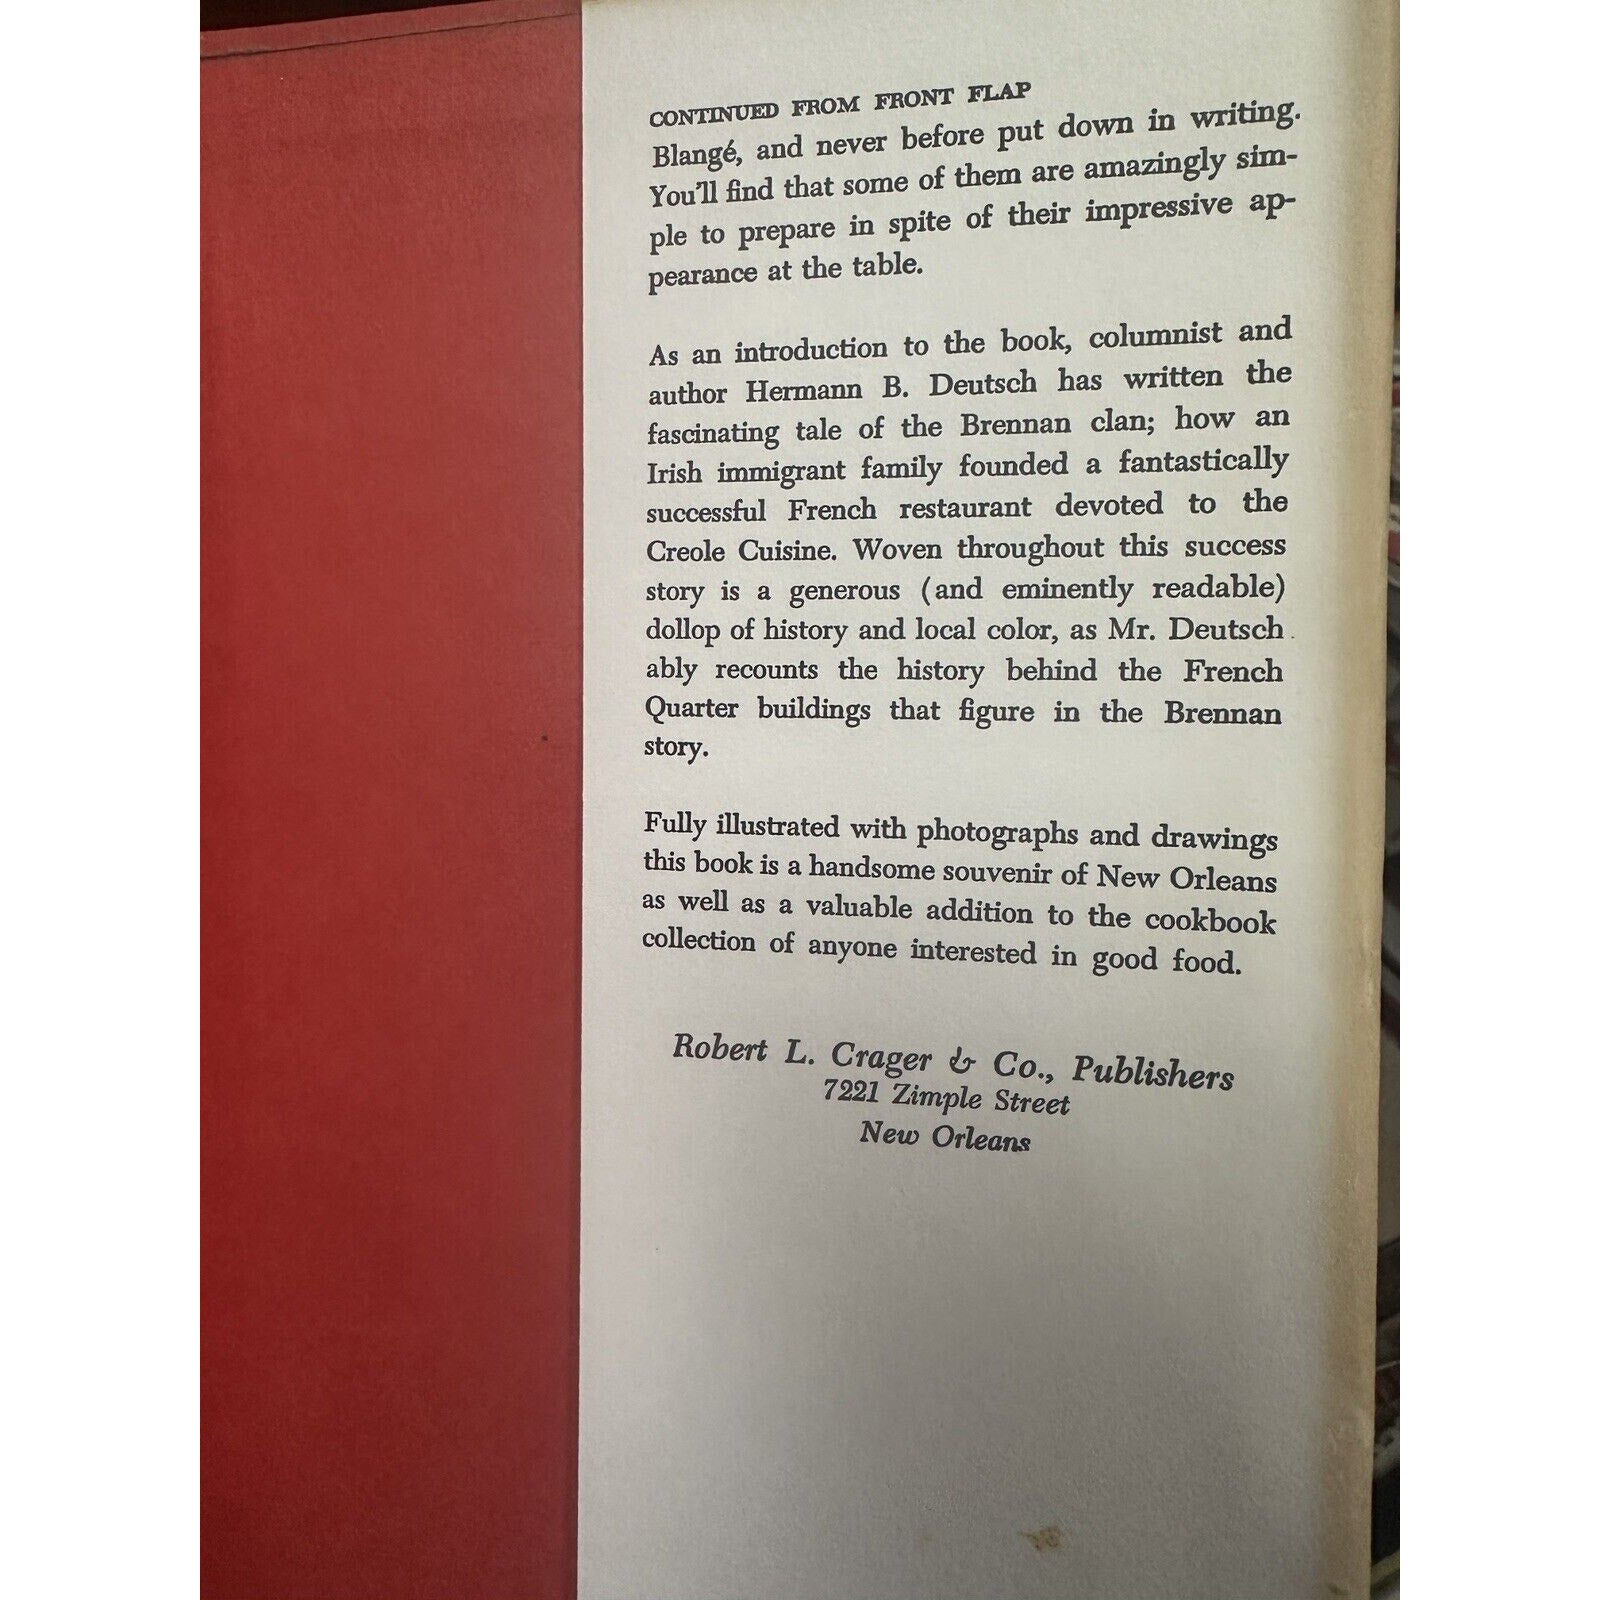 CONTINUED FROM FRONT FLAP
Blangé, and never before put down in writing.
You'll find that some of them are amazingly sim-
ple to prepare in spite of their impressive ap-
pearance at the table.
As an introduction to the book, columnist and
author Hermann B. Deutsch has written the
fascinating tale of the Brennan clan; how an
Irish immigrant family founded a fantastically
successful French restaurant devoted to the
Creole Cuisine. Woven throughout this success
story is a generous (and eminently readable)
dollop of history and local color, as Mr. Deutsch
ably recounts the history behind the French
Quarter buildings that figure in the Brennan
story.
Fully illustrated with photographs and drawings
this book is a handsome souvenir of New Orleans
as well as a valuable addition to the cookbook
collection of anyone interested in good food.
Robert L. Crager & Co., Publishers
7221 Zimple Street
New Orleans